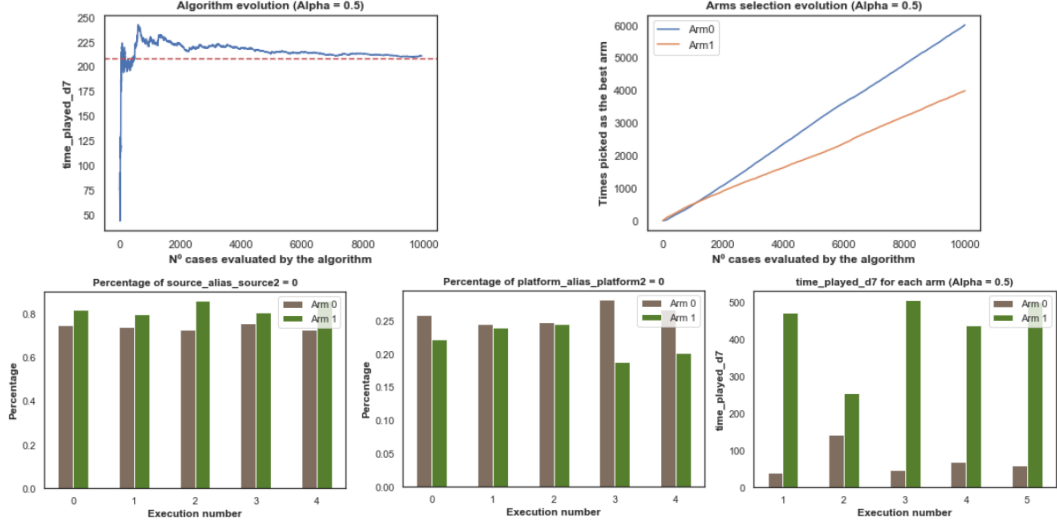 Algorithm evolution (Alpha = 0.5)
250
225
200
175
150
125
100
75
50
time_played_d7
0 2000 4000 6000 8000 10000
Nº cases evaluated by the algorithm
Arms selection evolution (Alpha = 0.5)
Arm0
Arm1
6000
5000
4000
3000
2000
1000
0
Times picked as the best arm
0 2000 4000 6000 8000 10000
Nº cases evaluated by the algorithm
Percentage of source_alias_source2 = 0
Arm 0
Arm 1
0.8
0.6
0.4
0.2
0.0
Percentage
0 1 2 3 4
Execution number
Percentage of platform_alias_platform2 = 0
Arm 0
Arm 1
0.25
0.20
0.15
0.10
0.05
0.00
Percentage
0 1 2 3 4
Execution number
time_played_d7 for each arm (Alpha = 0.5)
Arm 0
Arm 1
500
400
300
200
100
0
time_played_d7
1 2 3 4 5
Execution number